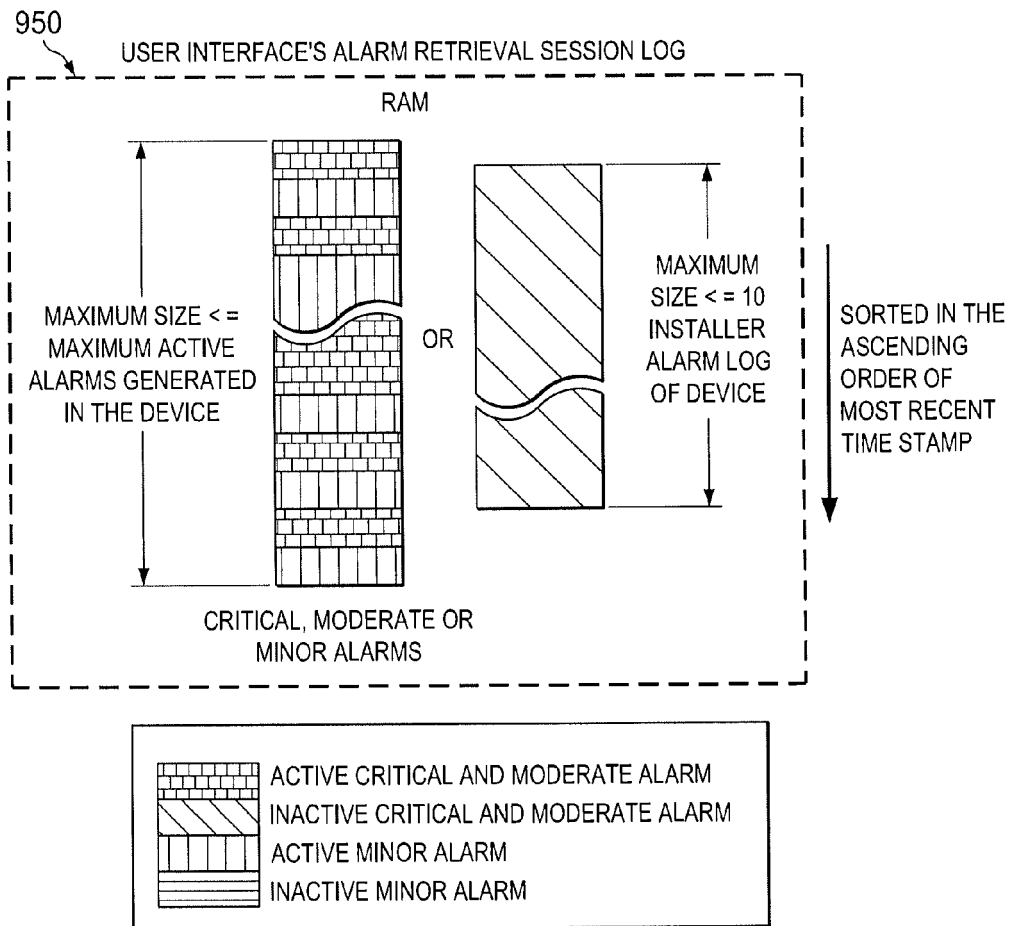 950
USER INTERFACE'S ALARM RETRIEVAL SESSION LOG
RAM
MAXIMUM SIZE < =
MAXIMUM ACTIVE
ALARMS GENERATED
IN THE DEVICE
OR
MAXIMUM
SIZE < = 10
INSTALLER
ALARM LOG
OF DEVICE
SORTED IN THE
ASCENDING
ORDER OF
MOST RECENT
TIME STAMP
CRITICAL, MODERATE OR
MINOR ALARMS
ACTIVE CRITICAL AND MODERATE ALARM
INACTIVE CRITICAL AND MODERATE ALARM
ACTIVE MINOR ALARM
INACTIVE MINOR ALARM